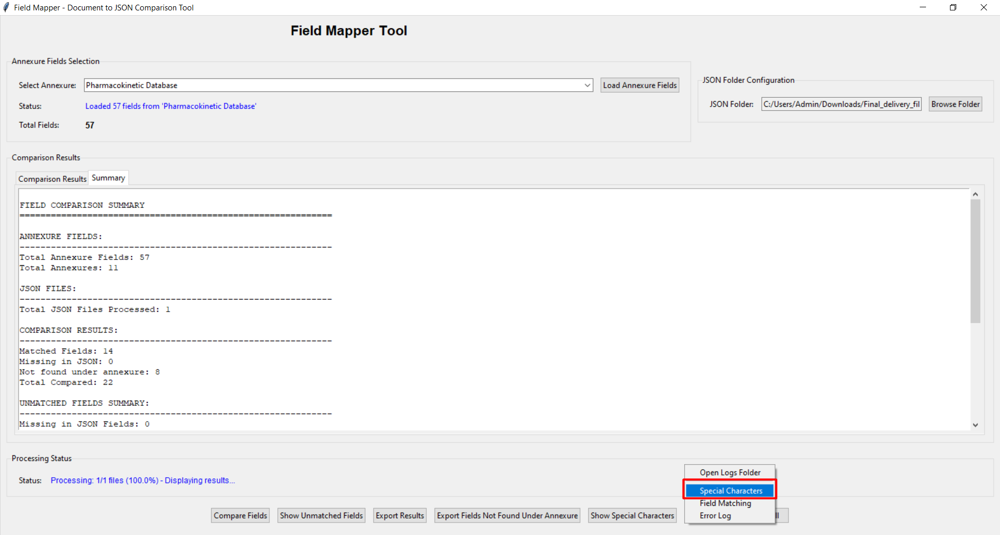 Field Mapper - Document to JSON Comparison Tool
Field Mapper Tool
Annexure Fields Selection
Select Annexure: Pharmacokinetic Database Load Annexure Fields
Status: Loaded 57 fields from 'Pharmacokinetic Database'
Total Fields: 57
JSON Folder Configuration
JSON Folder: C:/Users/Admin/Downloads/Final_delivery_fil Browse Folder
Comparison Results
Comparison Results Summary
FIELD COMPARISON SUMMARY
============================================================
ANNEXURE FIELDS:
------------------------------------------------------------
Total Annexure Fields: 57
Total Annexures: 11
JSON FILES:
------------------------------------------------------------
Total JSON Files Processed: 1
COMPARISON RESULTS:
------------------------------------------------------------
Matched Fields: 14
Missing in JSON: 0
Not found under annexure: 8
Total Compared: 22
UNMATCHED FIELDS SUMMARY:
------------------------------------------------------------
Missing in JSON Fields: 0
Processing Status
Status: Processing: 1/1 files (100.0%) - Displaying results...
Open Logs Folder
Special Characters
Field Matching
Error Log
Compare Fields Show Unmatched Fields Export Results Export Fields Not Found Under Annexure Show Special Characters